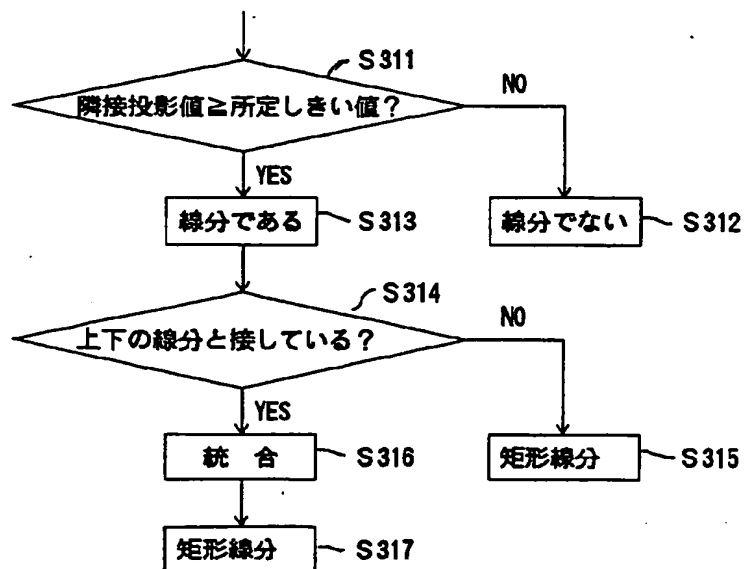 S311
隣接投影値≧所定しきい値?
NO
YES
線分である
S313
線分でない
S312
S314
上下の線分と接している?
NO
YES
統 合
S316
矩形線分
S315
矩形線分
S317